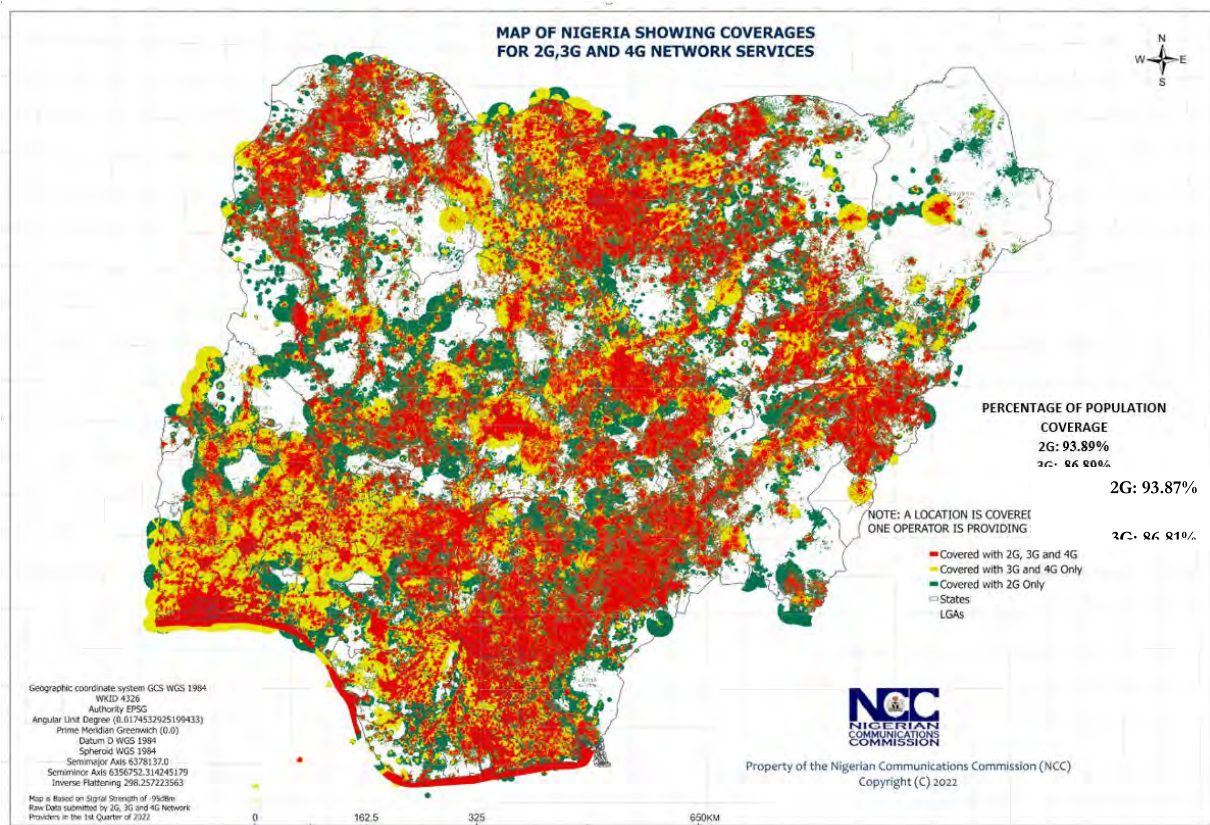 MAP OF NIGERIA SHOWING COVERAGES
FOR 2G,3G AND 4G NETWORK SERVICES
N
W E
S
PERCENTAGE OF POPULATION
COVERAGE
2G: 93.89%
3G: 86.89%
2G: 93.87%
3G: 86.81%
NOTE: A LOCATION IS COVERED
ONE OPERATOR IS PROVIDING
Covered with 2G, 3G and 4G
Covered with 3G and 4G Only
Covered with 2G Only
States
LGAs
Geographic coordinate system GCS WGS 1984
WKID 4326
Authority EPSG
Angular Unit Degree (0.0174532925199433)
Prime Meridian Greenwich (0.0)
Datum D WGS 1984
Spheroid WGS 1984
Semimajor Axis 6378137.0
Semiminor Axis 6356752.314245179
Inverse Flattening 298.257223563
Map is Based on Signal Strength of -95dBm
Raw Data submitted by 2G, 3G and 4G Network
Providers in the 1st Quarter of 2022
0 162.5 325 650KM
NCC
NIGERIAN
COMMUNICATIONS
COMMISSION
Property of the Nigerian Communications Commission (NCC)
Copyright (C) 2022